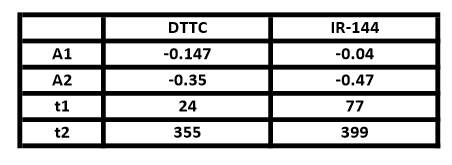 DTTC IR-144
A1 -0.147 -0.04
A2 -0.35 -0.47
t1 24 77
t2 355 399